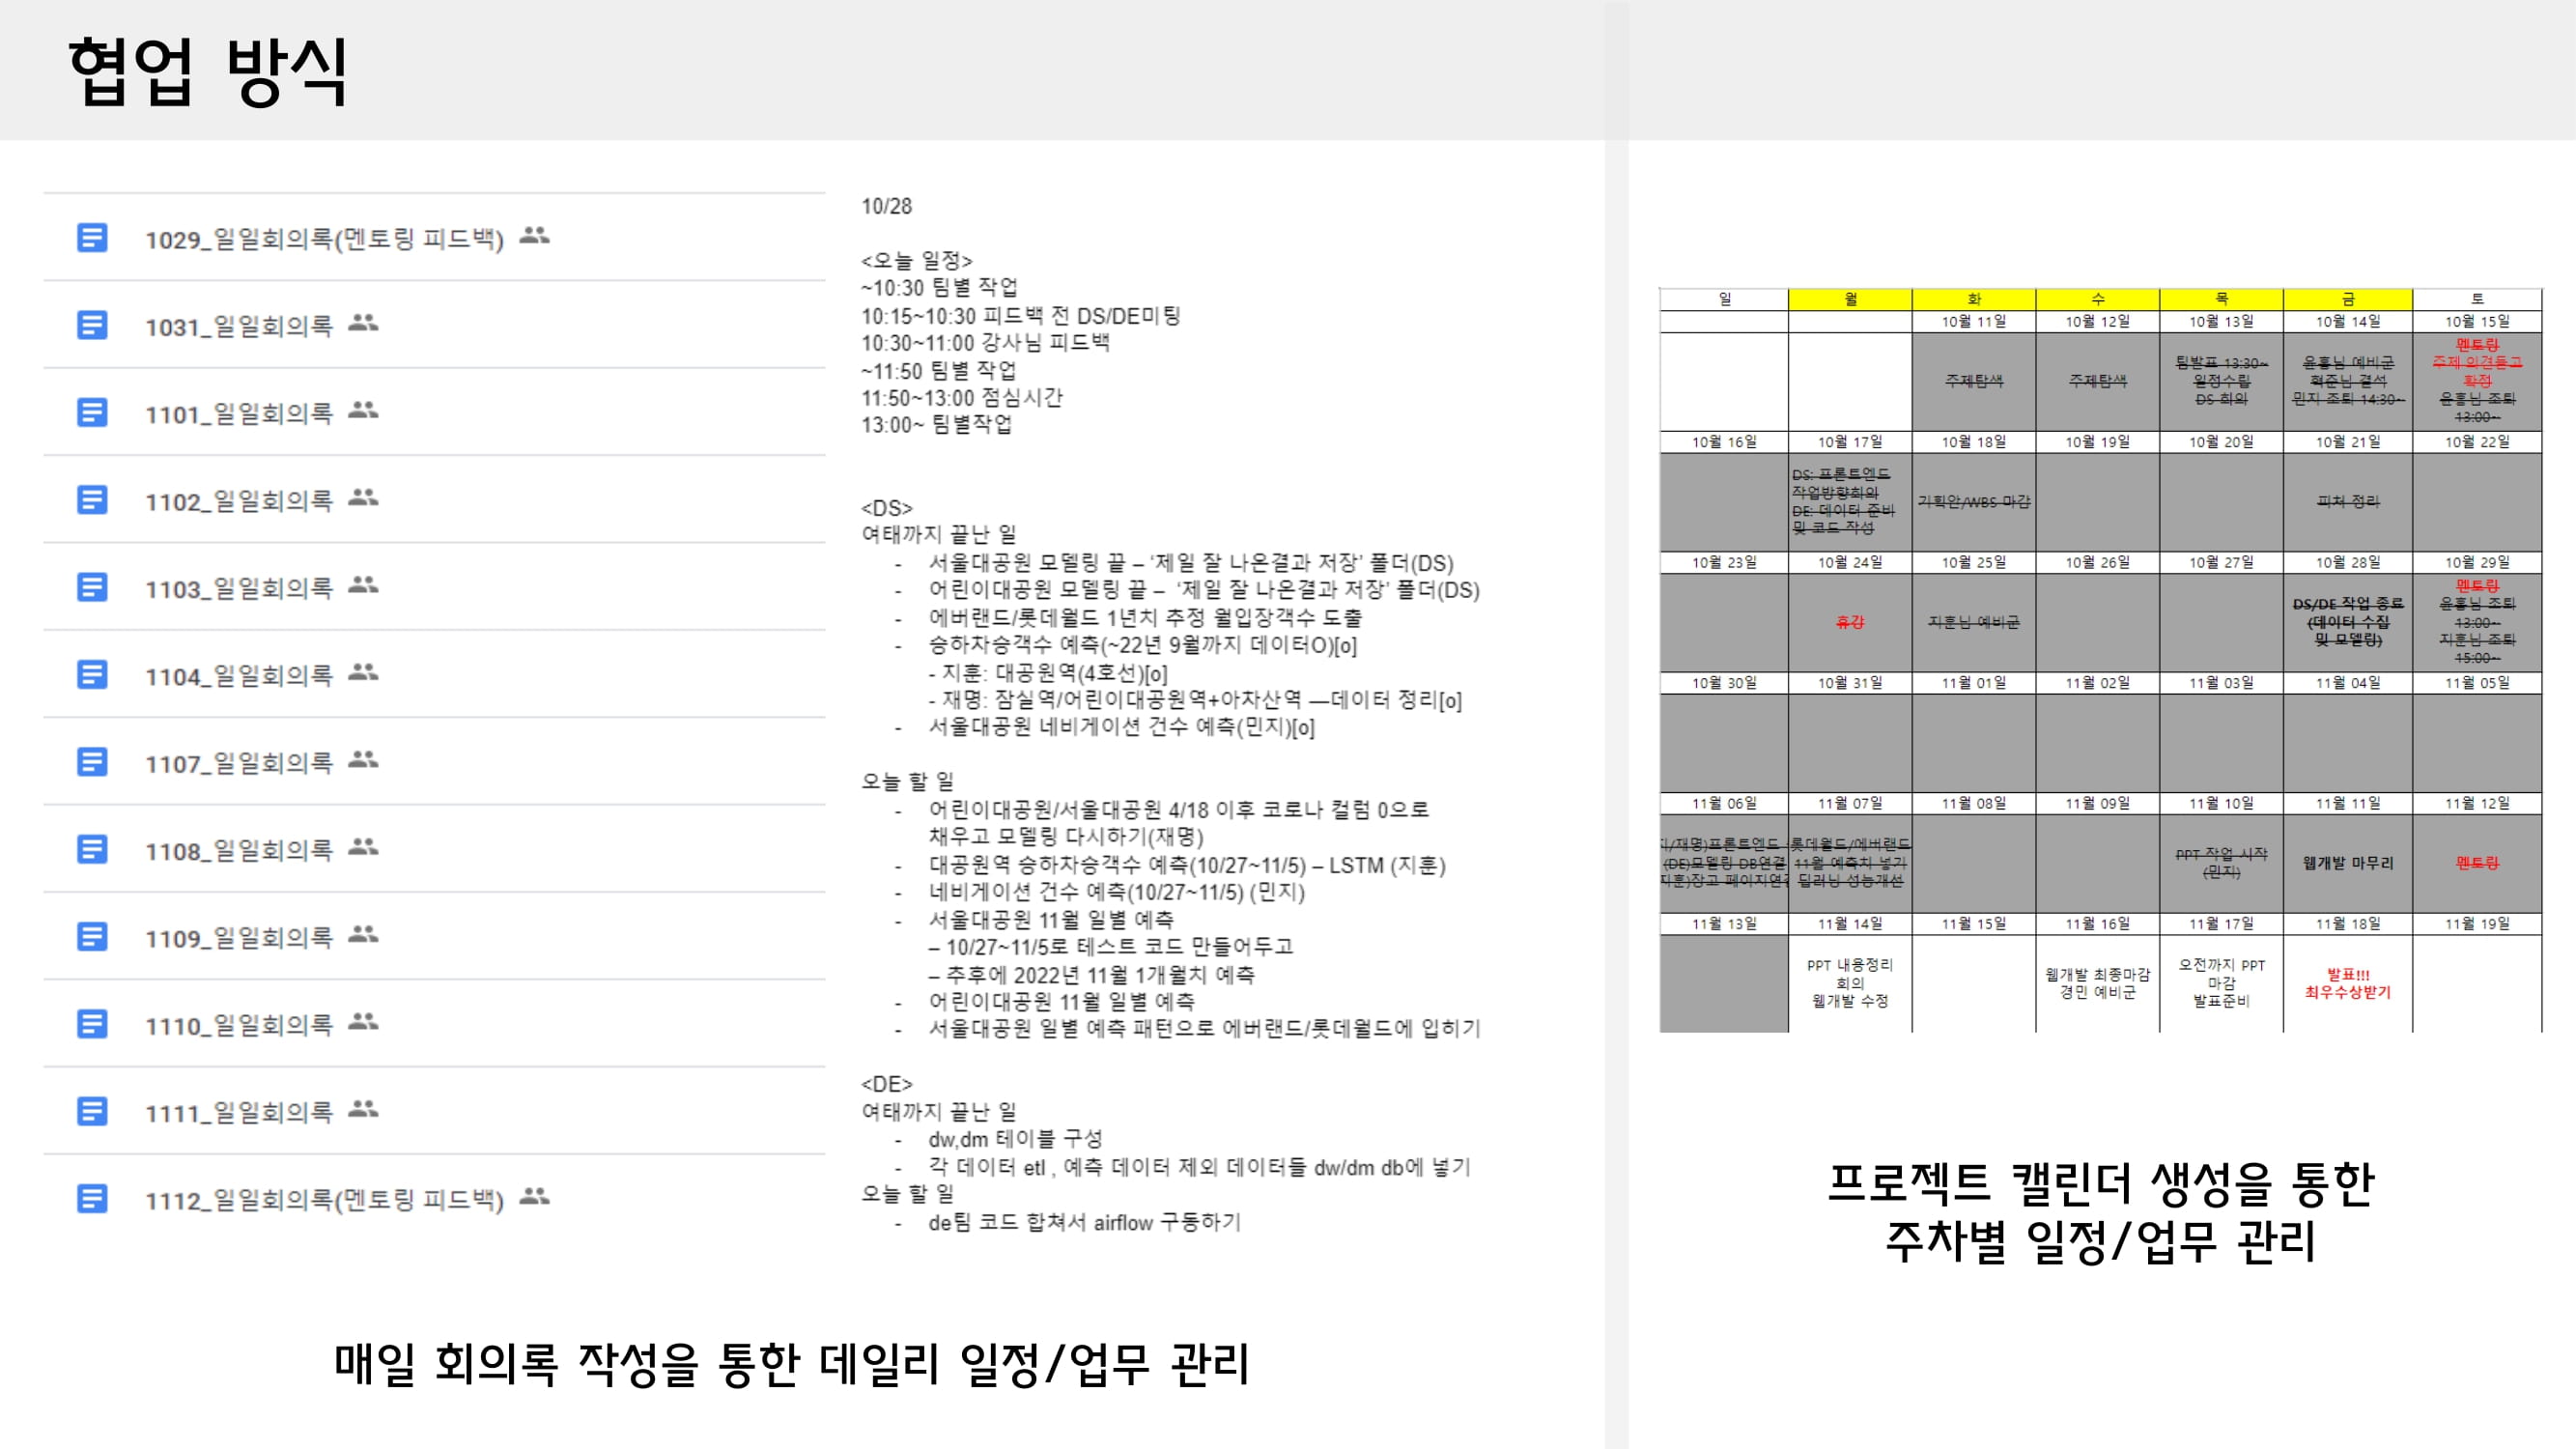 협업 방식
1029_일일회의록(멘토링 피드백)
1031_일일회의록
1101_일일회의록
1102_일일회의록
1103_일일회의록
1104_일일회의록
1107_일일회의록
1108_일일회의록
1109_일일회의록
1110_일일회의록
1111_일일회의록
1112_일일회의록(멘토링 피드백)
10/28
<오늘 일정>
~10:30 팀별 작업
10:15~10:30 피드백 전 DS/DE미팅
10:30~11:00 강사님 피드백
~11:50 팀별 작업
11:50~13:00 점심시간
13:00~ 팀별작업
<DS>
여태까지 끝난 일
- 서울대공원 모델링 끝 – ‘제일 잘 나온결과 저장’ 폴더(DS)
- 어린이대공원 모델링 끝 – ‘제일 잘 나온결과 저장’ 폴더(DS)
- 에버랜드/롯데월드 1년치 추정 월입장객수 도출
- 승하차승객수 예측(~22년 9월까지 데이터O)[o]
- 지훈: 대공원역(4호선)[o]
- 재명: 잠실역/어린이대공원역+아차산역 —데이터 정리[o]
- 서울대공원 네비게이션 건수 예측(민지)[o]
오늘 할 일
- 어린이대공원/서울대공원 4/18 이후 코로나 컬럼 0으로
채우고 모델링 다시하기(재명)
- 대공원역 승하차승객수 예측(10/27~11/5) – LSTM (지훈)
- 네비게이션 건수 예측(10/27~11/5) (민지)
- 서울대공원 11월 일별 예측
– 10/27~11/5로 테스트 코드 만들어두고
– 추후에 2022년 11월 1개월치 예측
- 어린이대공원 11월 일별 예측
- 서울대공원 일별 예측 패턴으로 에버랜드/롯데월드에 입히기
<DE>
여태까지 끝난 일
- dw,dm 테이블 구성
- 각 데이터 etl , 예측 데이터 제외 데이터들 dw/dm db에 넣기
오늘 할 일
- de팀 코드 합쳐서 airflow 구동하기
매일 회의록 작성을 통한 데일리 일정/업무 관리
일 월 화 수 목 금 토
10월 11일 10월 12일 10월 13일 10월 14일 10월 15일
주제탐색
주제탐색
팀발표 13:30~
일정수립
DS 회의
윤홍님 예비군
혁준님 결석
민지 조퇴 14:30~
멘토링
주제 의견듣고
확정
윤홍님 조퇴
13:00~
10월 16일 10월 17일 10월 18일 10월 19일 10월 20일 10월 21일 10월 22일
DS: 프론트엔드
작업방향회의
DE: 데이터 준비
및 코드 작성
기획안/WBS 마감
피처 정리
10월 23일 10월 24일 10월 25일 10월 26일 10월 27일 10월 28일 10월 29일
휴강
지훈님 예비군
DS/DE 작업 종료
(데이터 수집
및 모델링)
멘토링
윤홍님 조퇴
13:00~
지훈님 조퇴
15:00~
10월 30일 10월 31일 11월 01일 11월 02일 11월 03일 11월 04일 11월 05일
11월 06일 11월 07일 11월 08일 11월 09일 11월 10일 11월 11일 11월 12일
/재명)프론트엔드
(DE)모델링 DB연결
지훈)장고 페이지연결
롯데월드/에버랜드
11월 예측치 넣기
딥러닝 성능개선
PPT 작업 시작
(민지)
웹개발 마무리
멘토링
11월 13일 11월 14일 11월 15일 11월 16일 11월 17일 11월 18일 11월 19일
PPT 내용정리
회의
웹개발 수정
웹개발 최종마감
경민 예비군
오전까지 PPT
마감
발표준비
발표!!!
최우수상받기
프로젝트 캘린더 생성을 통한
주차별 일정/업무 관리